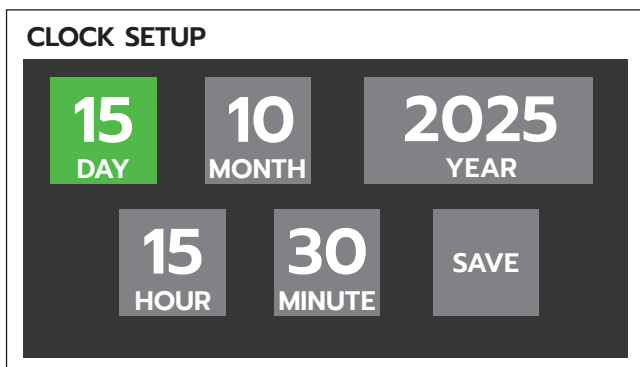 CLOCK SETUP
15 10 2025
DAY MONTH YEAR
15 30 SAVE
HOUR MINUTE